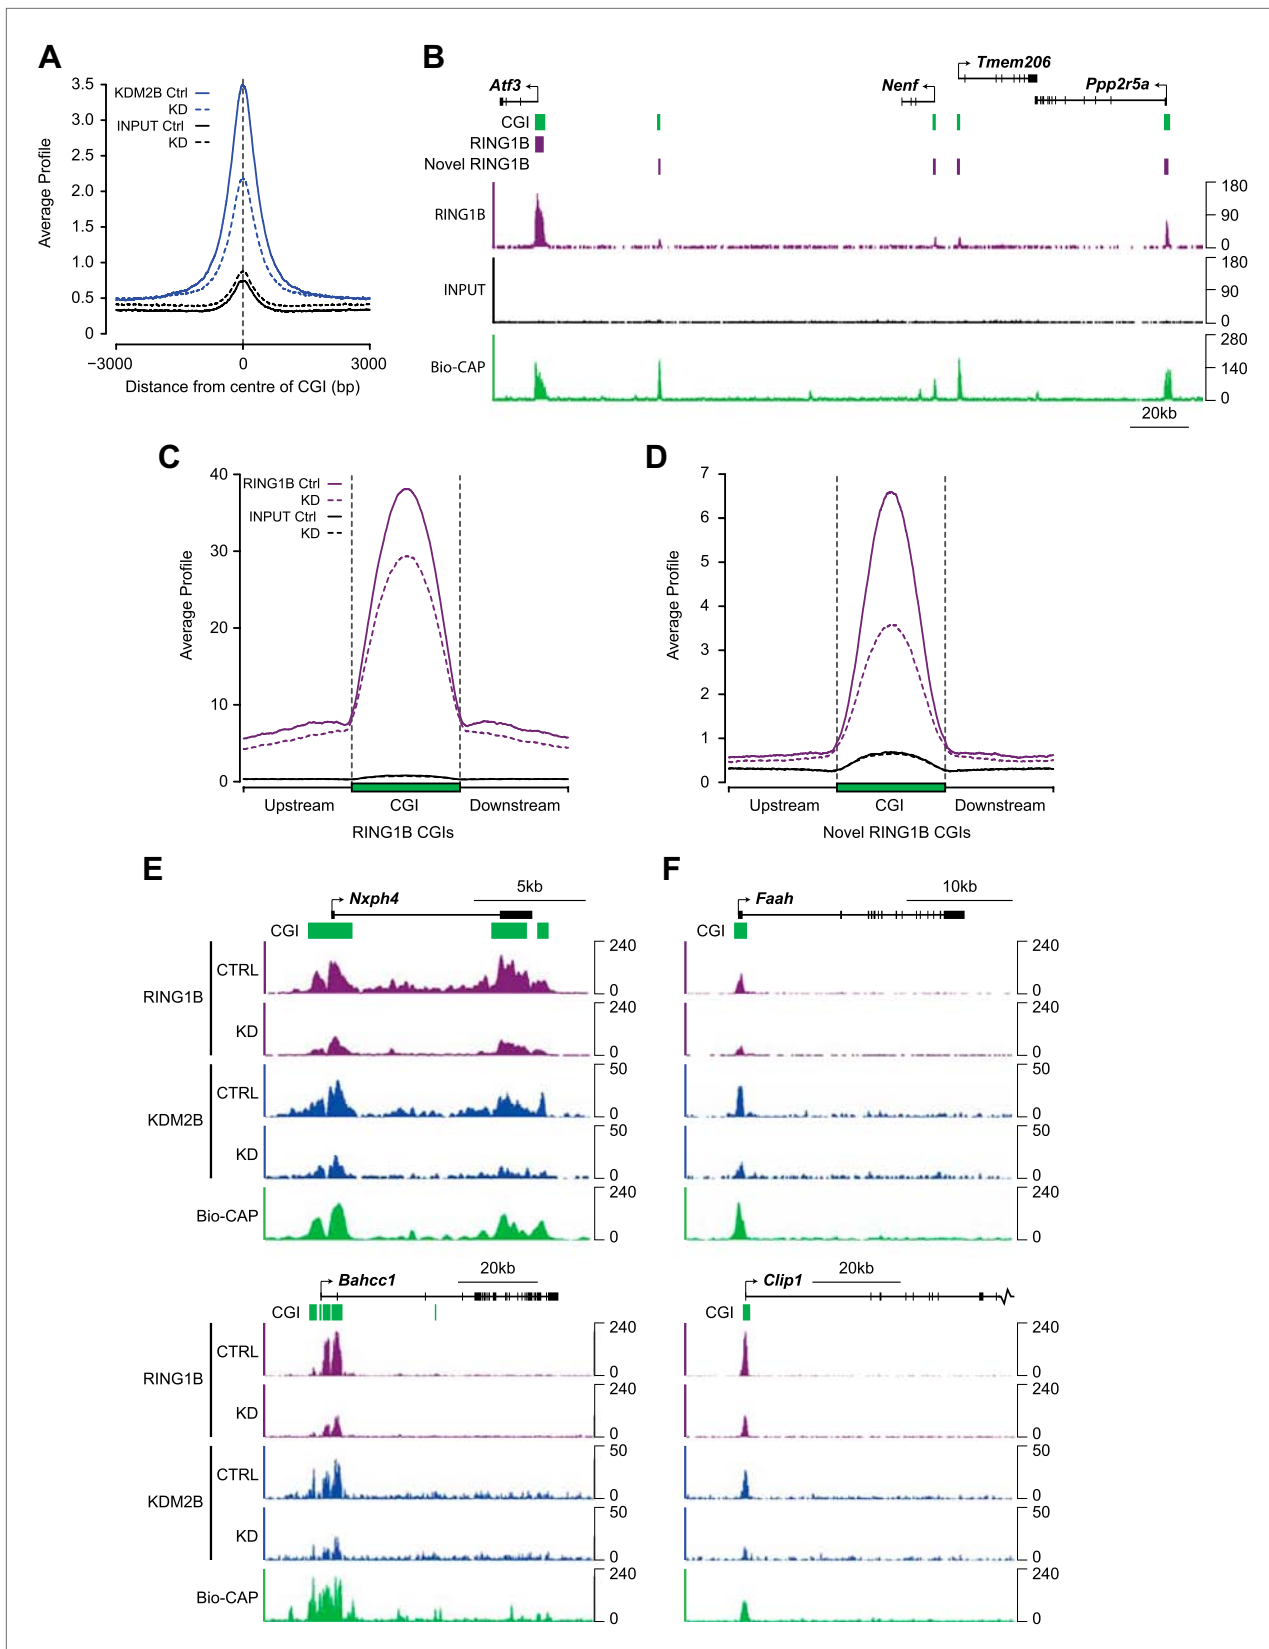 A
3.5
3.0
2.5
2.0
1.5
1.0
0.5
0
Average Profile
KDM2B Ctrl
KD
INPUT Ctrl
KD
−3000
0
3000
Distance from centre of CGI (bp)
B
Atf3
Nenf
Tmem206
Ppp2r5a
CGI
RING1B
Novel RING1B
RING1B
180
90
0
INPUT
180
90
0
Bio-CAP
280
140
0
20kb
C
40
30
20
10
0
Average Profile
RING1B Ctrl
KD
INPUT Ctrl
KD
Upstream
CGI
Downstream
RING1B CGIs
D
7
6
5
4
3
2
1
0
Average Profile
Upstream
CGI
Downstream
Novel RING1B CGIs
E
Nxph4
5kb
CGI
RING1B
CTRL
240
0
KD
240
0
KDM2B
CTRL
50
0
KD
50
0
Bio-CAP
240
0
Bahcc1
20kb
CGI
RING1B
CTRL
240
0
KD
240
0
KDM2B
CTRL
50
0
KD
50
0
Bio-CAP
240
0
F
Faah
10kb
CGI
240
0
240
0
50
0
50
0
240
0
Clip1
20kb
CGI
240
0
240
0
50
0
50
0
240
0